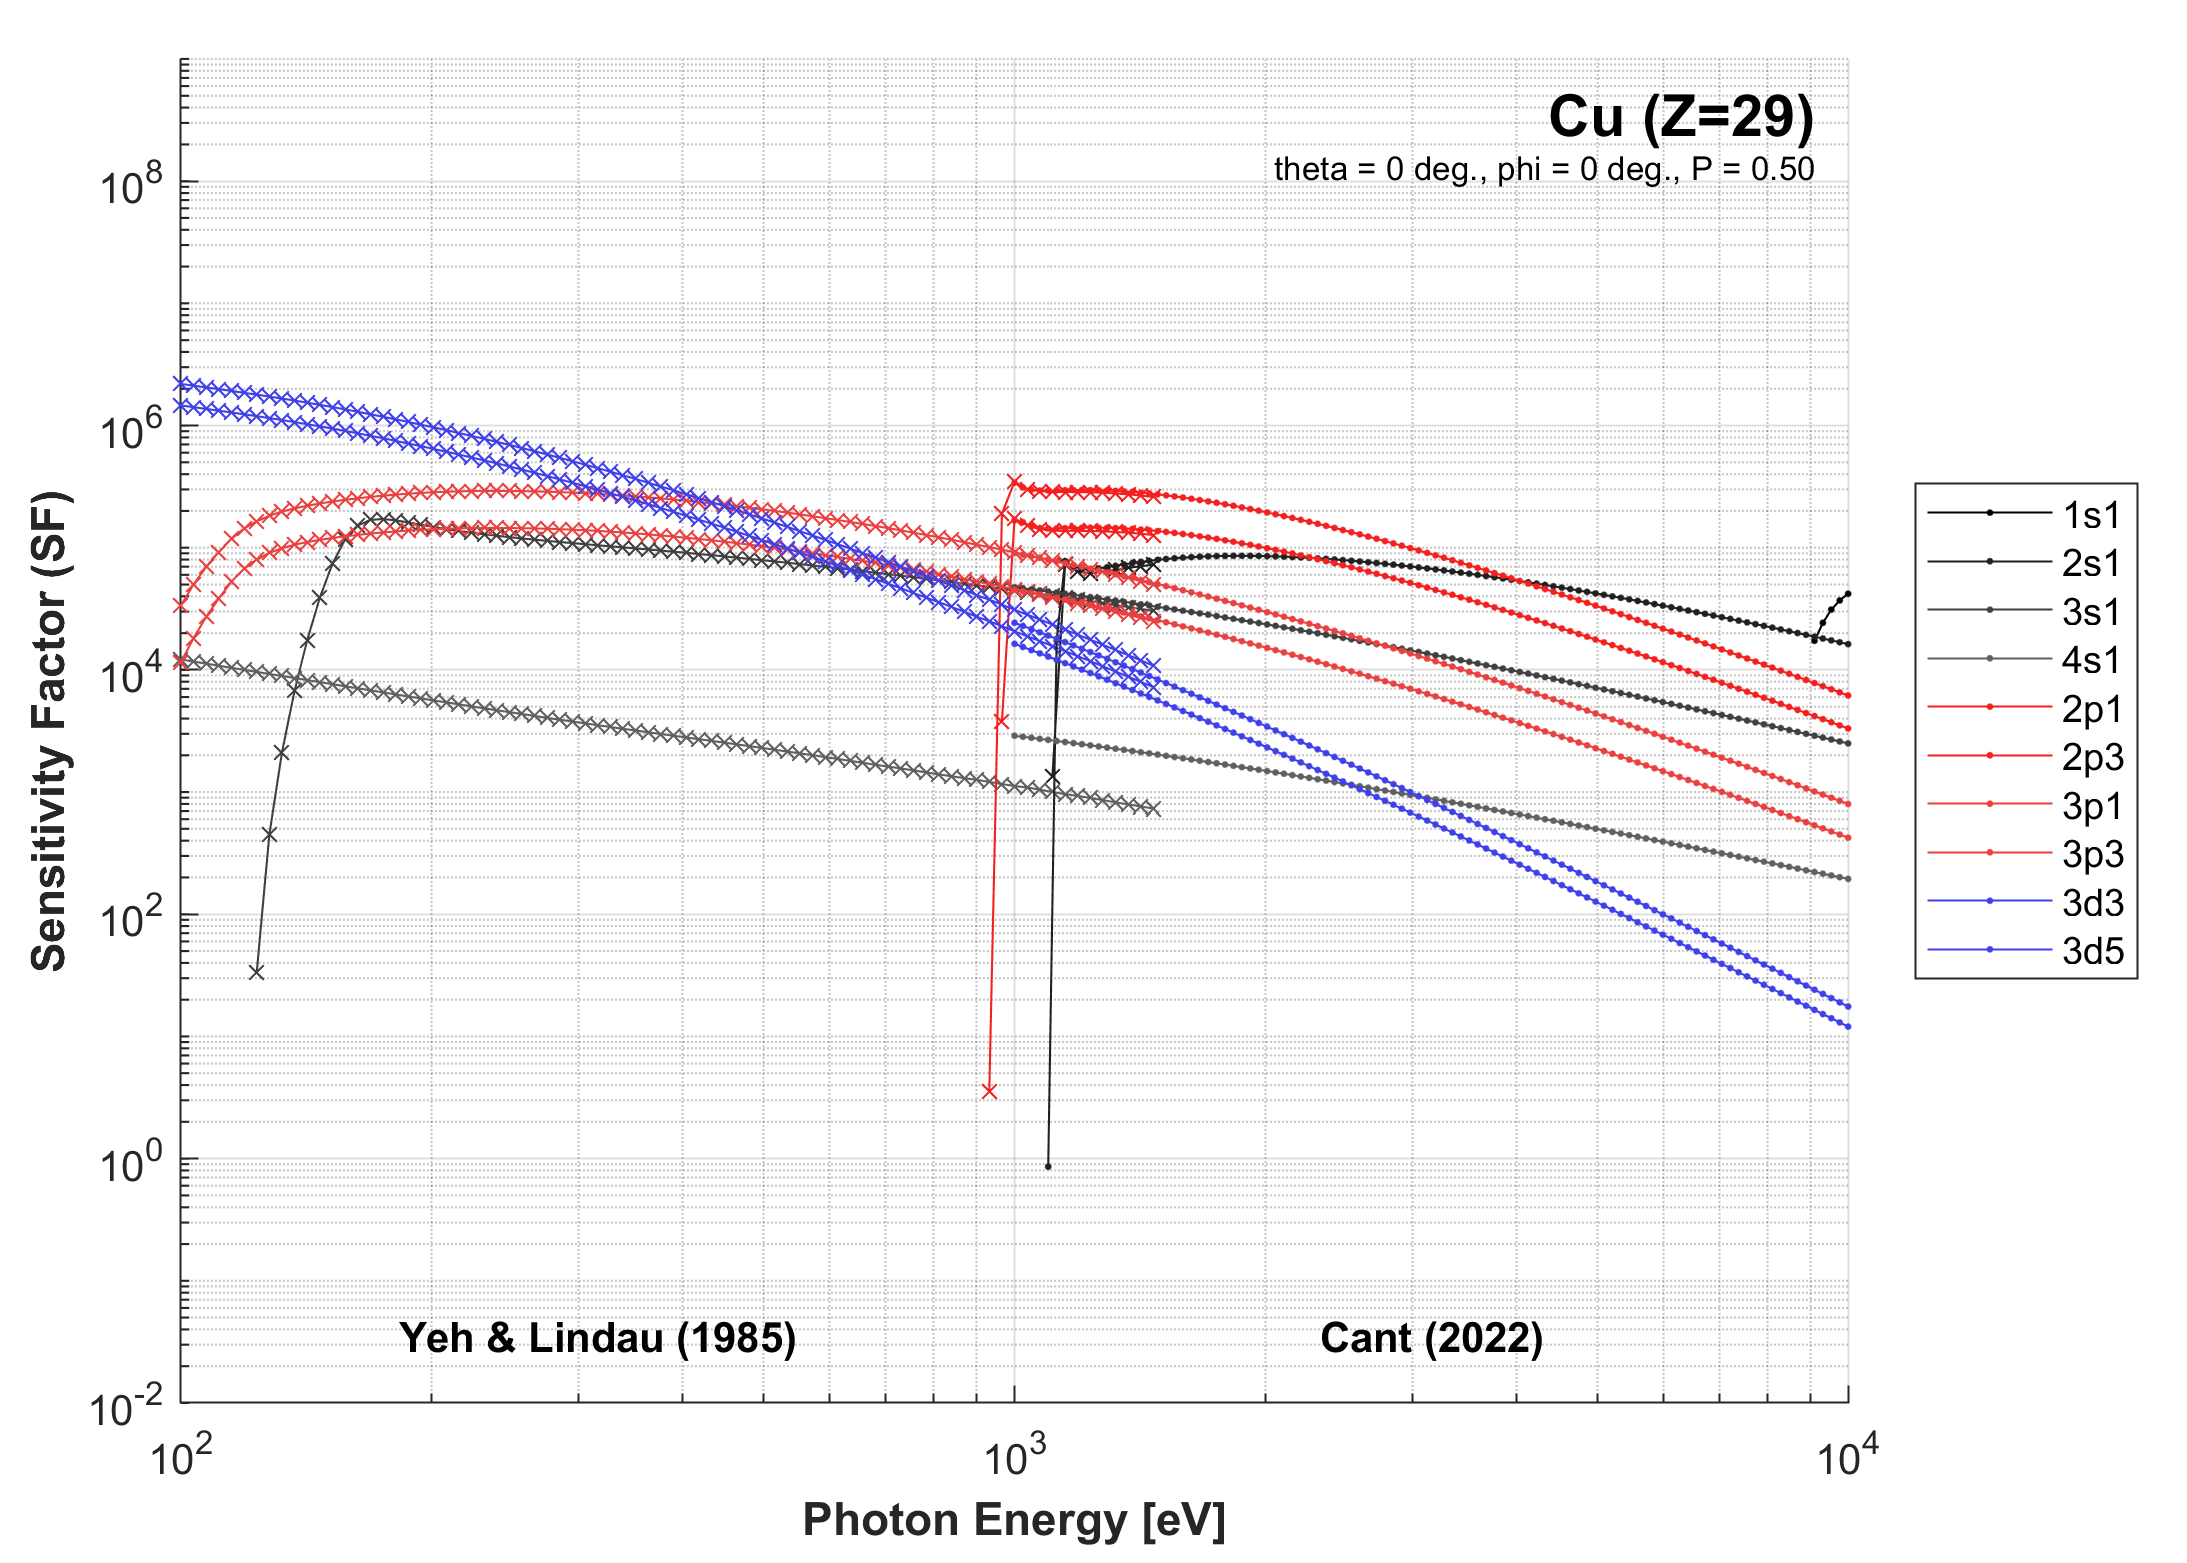 Cu (Z=29)
theta = 0 deg., phi = 0 deg., P = 0.50
Sensitivity Factor (SF)
10^8
10^6
10^4
10^2
10^0
10^-2
10^2
10^3
10^4
Photon Energy [eV]
Yeh & Lindau (1985)
Cant (2022)
1s1
2s1
3s1
4s1
2p1
2p3
3p1
3p3
3d3
3d5